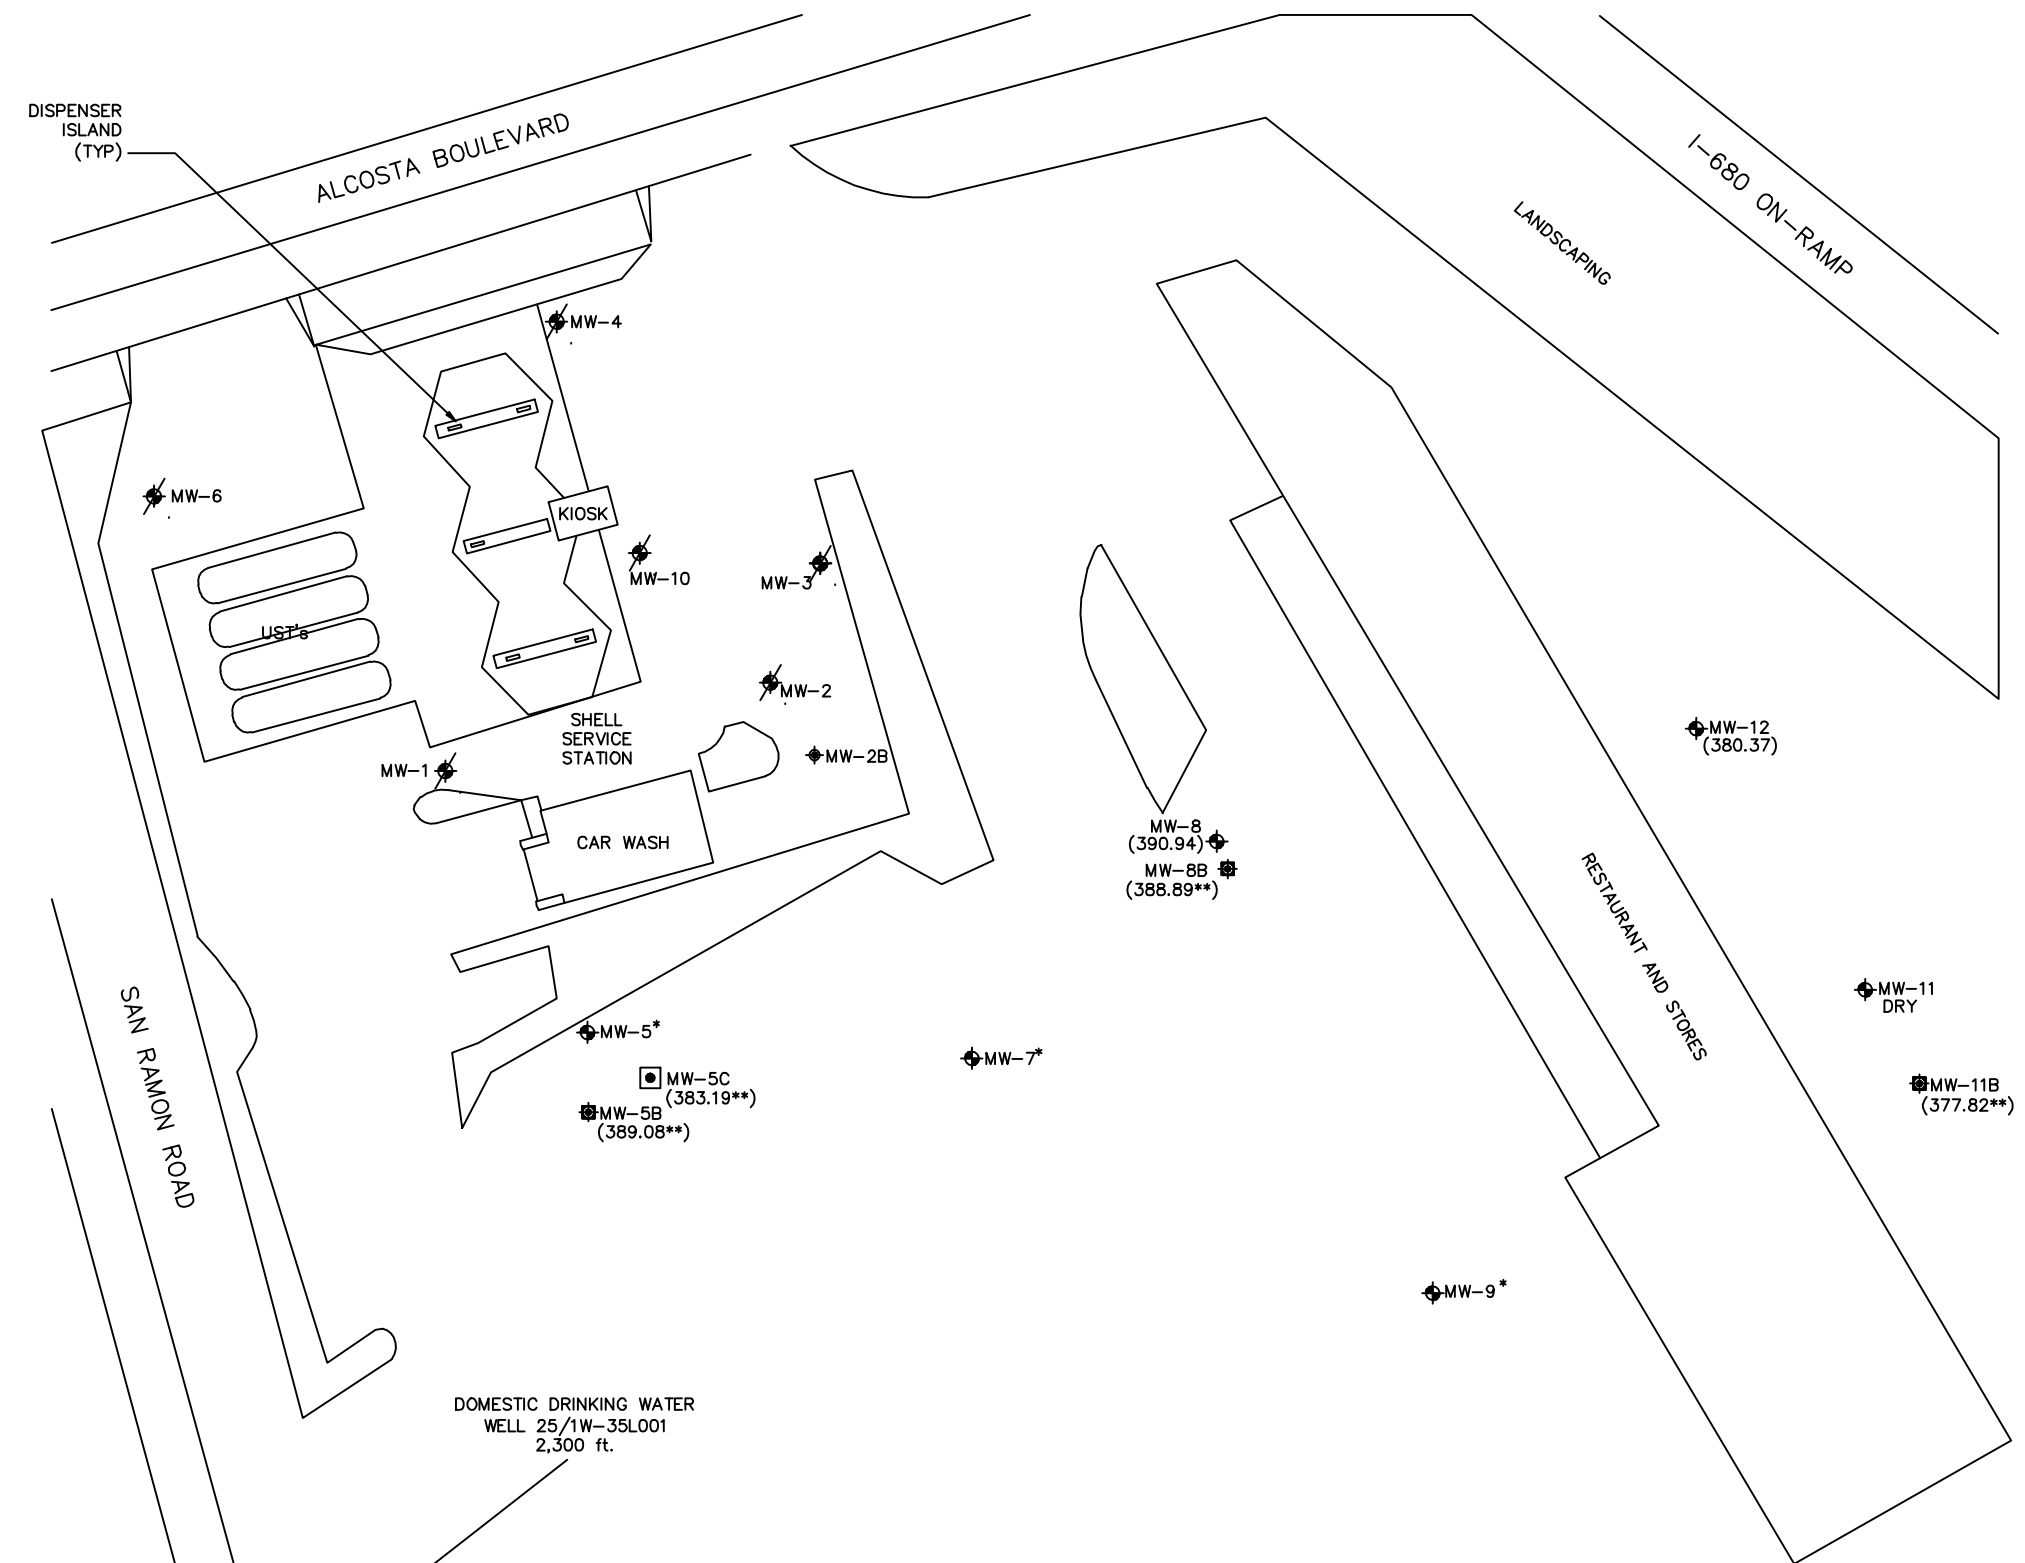 DISPENSER
ISLAND
(TYP)
ALCOSTA BOULEVARD
I-680 ON-RAMP
LANDSCAPING
MW-4
MW-6
KIOSK
MW-10
MW-3
UST's
MW-2
SHELL
SERVICE
STATION
MW-2B
MW-1
CAR WASH
MW-12
(380.37)
MW-8
(390.94)
MW-8B
(388.89**)
RESTAURANT AND STORES
MW-11
DRY
SAN RAMON ROAD
MW-5*
MW-7*
MW-5C
(383.19**)
MW-5B
(389.08**)
MW-11B
(377.82**)
MW-9*
DOMESTIC DRINKING WATER
WELL 25/1W-35L001
2,300 ft.